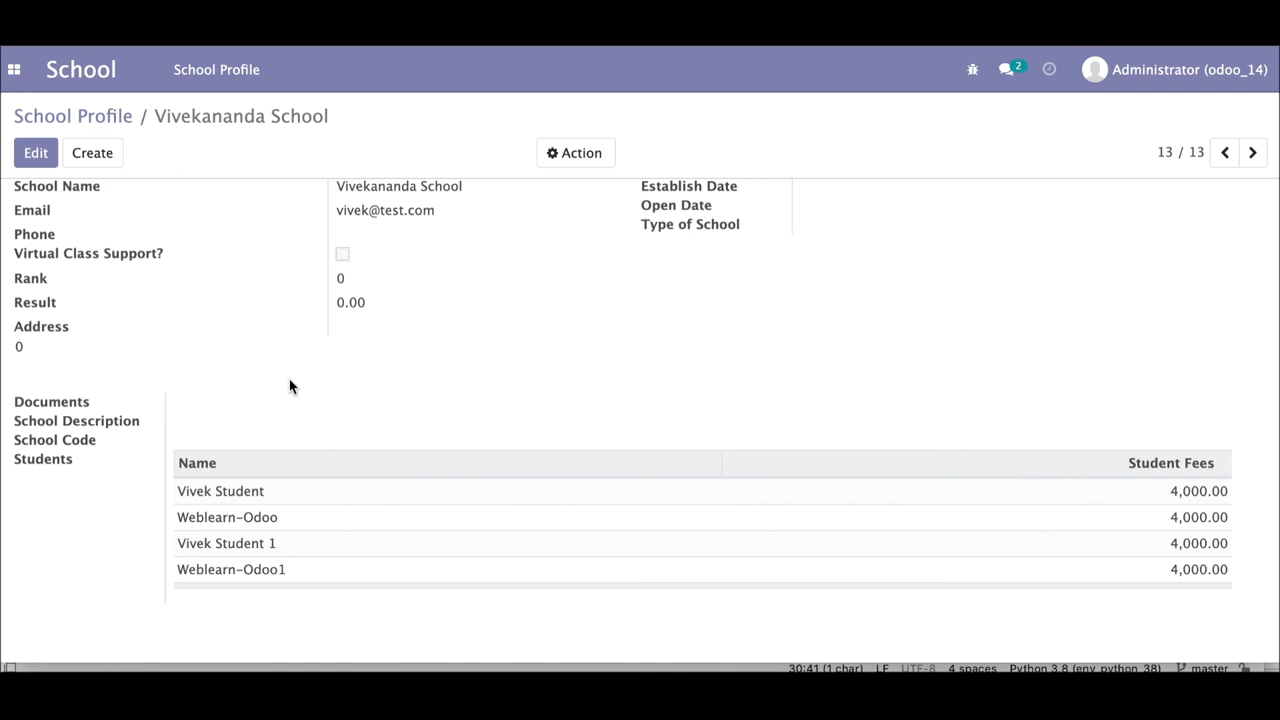 School School Profile 2 Administrator (odoo_14)
School Profile / Vivekananda School
Edit Create Action 13 / 13
School Name Vivekananda School Establish Date
Email vivek@test.com Open Date
Phone Type of School
Virtual Class Support?
Rank 0
Result 0.00
Address
0
Documents
School Description
School Code
Students
Name Student Fees
Vivek Student 4,000.00
Weblearn-Odoo 4,000.00
Vivek Student 1 4,000.00
Weblearn-Odoo1 4,000.00
30:41 (1 char) LF UTF-8 4 spaces Python 3.8 (env_python_38) master